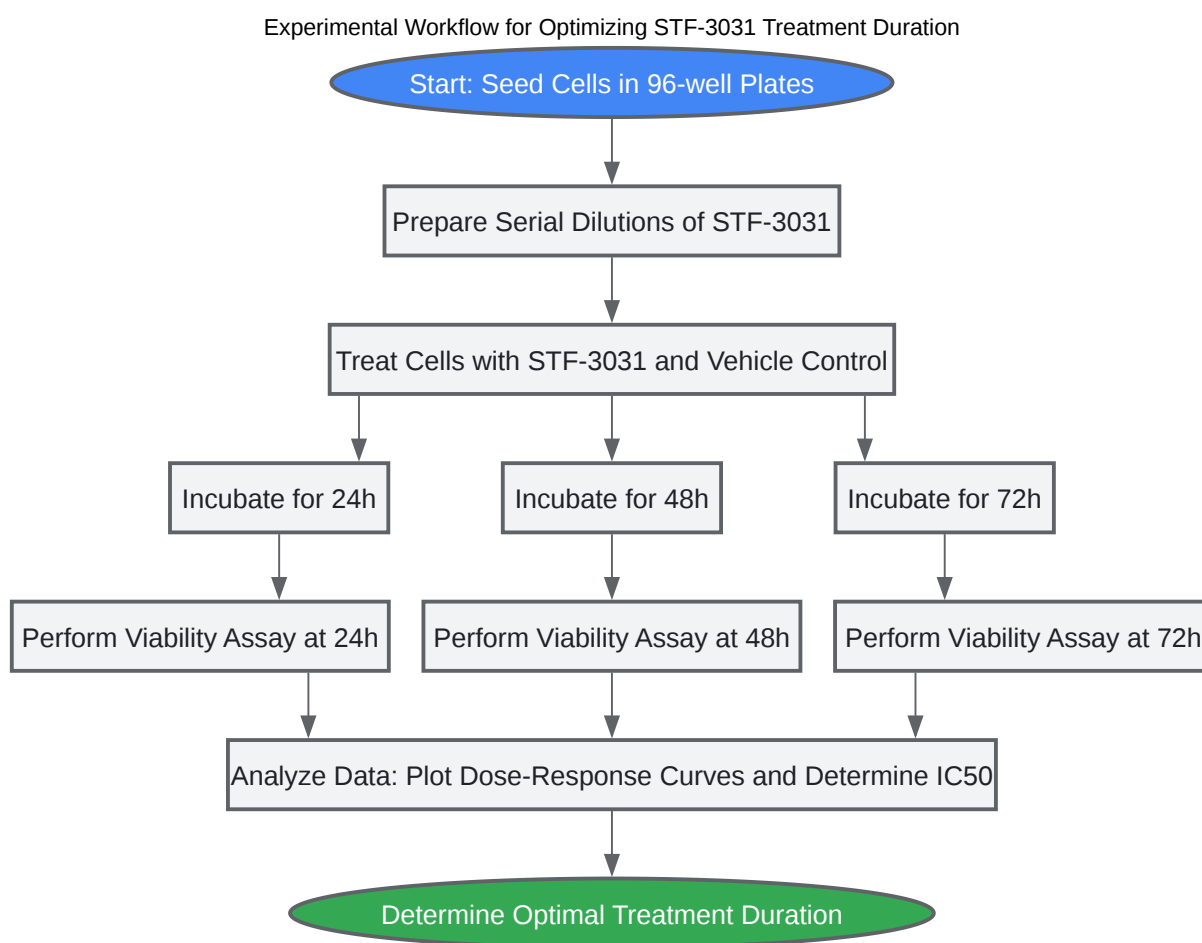 Experimental Workflow for Optimizing STF-3031 Treatment Duration
Start: Seed Cells in 96-well Plates
Prepare Serial Dilutions of STF-3031
Treat Cells with STF-3031 and Vehicle Control
Incubate for 24h
Incubate for 48h
Incubate for 72h
Perform Viability Assay at 24h
Perform Viability Assay at 48h
Perform Viability Assay at 72h
Analyze Data: Plot Dose-Response Curves and Determine IC50
Determine Optimal Treatment Duration